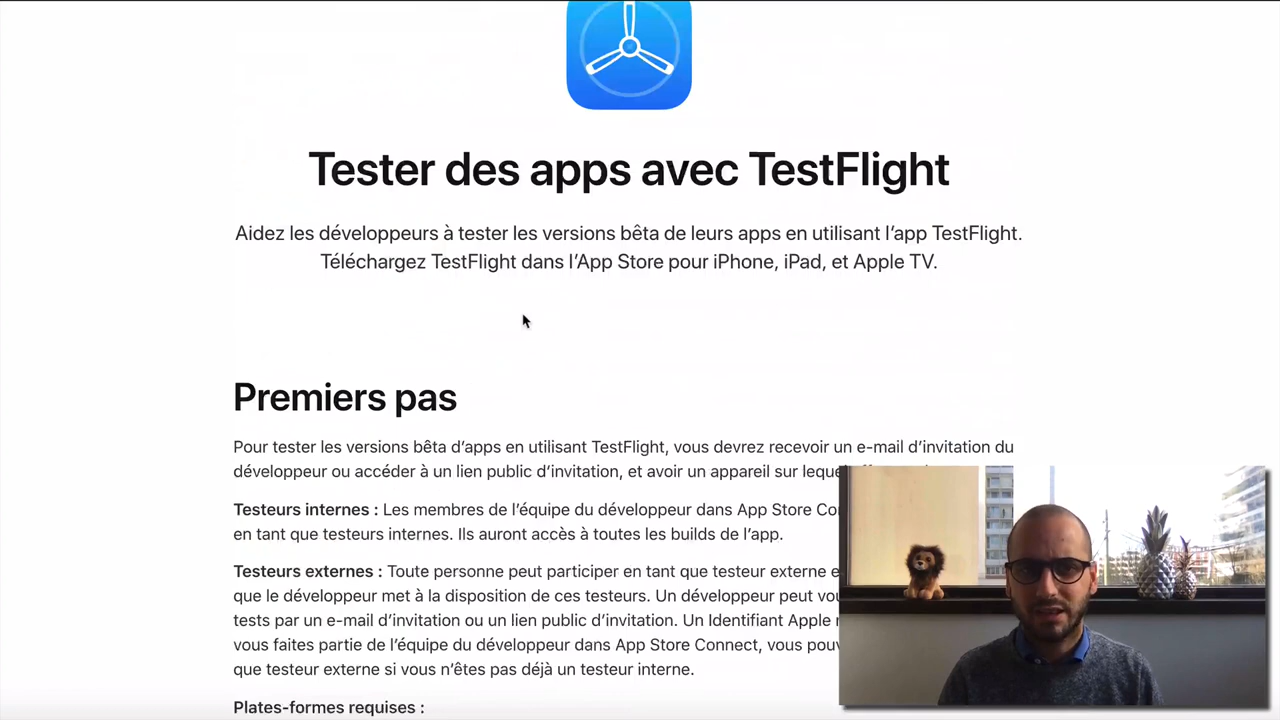 Tester des apps avec TestFlight
Aidez les développeurs à tester les versions bêta de leurs apps en utilisant l’app TestFlight.
Téléchargez TestFlight dans l’App Store pour iPhone, iPad, et Apple TV.
Premiers pas
Pour tester les versions bêta d’apps en utilisant TestFlight, vous devrez recevoir un e-mail d’invitation du
développeur ou accéder à un lien public d’invitation, et avoir un appareil sur
Testeurs internes : Les membres de l’équipe du développeur dans App Store
en tant que testeurs internes. Ils auront accès à toutes les builds de l’app.
Testeurs externes : Toute personne peut participer en tant que testeur externe
que le développeur met à la disposition de ces testeurs. Un développeur peut
tests par un e-mail d’invitation ou un lien public d’invitation. Un Identifiant Apple
vous faites partie de l’équipe du développeur dans App Store Connect, vous
que testeur externe si vous n’êtes pas déjà un testeur interne.
Plates-formes requises :